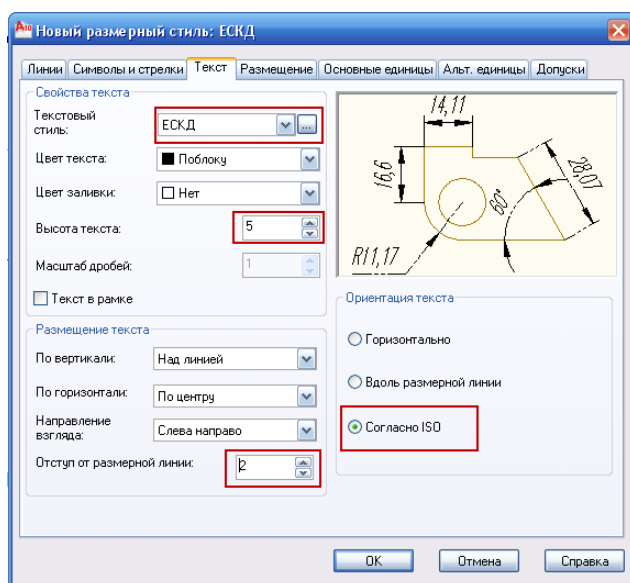 Новый размерный стиль: ЕСКД
Линии Символы и стрелки Текст Размещение Основные единицы Альт. единицы Допуски
Свойства текста
Текстовый
стиль:
ЕСКД
...
Цвет текста:
Поблоку
Цвет заливки:
Нет
Высота текста:
5
Масштаб дробей:
1
Текст в рамке
14,11
16,6
28,07
60°
R11,17
Размещение текста
По вертикали:
Над линией
По горизонтали:
По центру
Направление
взгляда:
Слева направо
Отступ от размерной линии:
2
Ориентация текста
Горизонтально
Вдоль размерной линии
Согласно ISO
OK Отмена Справка